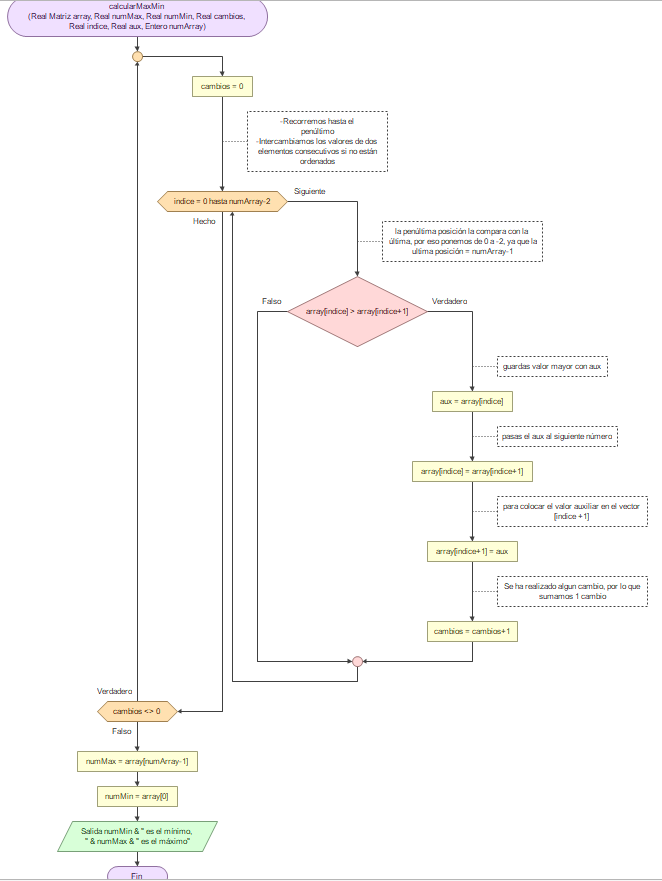 calcularMaxMin
(Real Matriz array, Real numMax, Real numMin, Real cambios,
Real indice, Real aux, Entero numArray)
cambios = 0
-Recorremos hasta el
penúltimo
-Intercambiamos los valores de dos
elementos consecutivos si no están
ordenados
indice = 0 hasta numArray-2
Siguiente
Hecho
la penúltima posición la compara con la
última, por eso ponemos de 0 a -2, ya que la
ultima posición = numArray-1
array[indice] > array[indice+1]
Falso
Verdadero
guardas valor mayor con aux
aux = array[indice]
pasas el aux al siguiente número
array[indice] = array[indice+1]
para colocar el valor auxiliar en el vector
[indice +1]
array[indice+1] = aux
Se ha realizado algun cambio, por lo que
sumamos 1 cambio
cambios = cambios+1
Verdadero
cambios <> 0
Falso
numMax = array[numArray-1]
numMin = array[0]
Salida numMin & " es el mínimo,
" & numMax & " es el máximo"
Fin